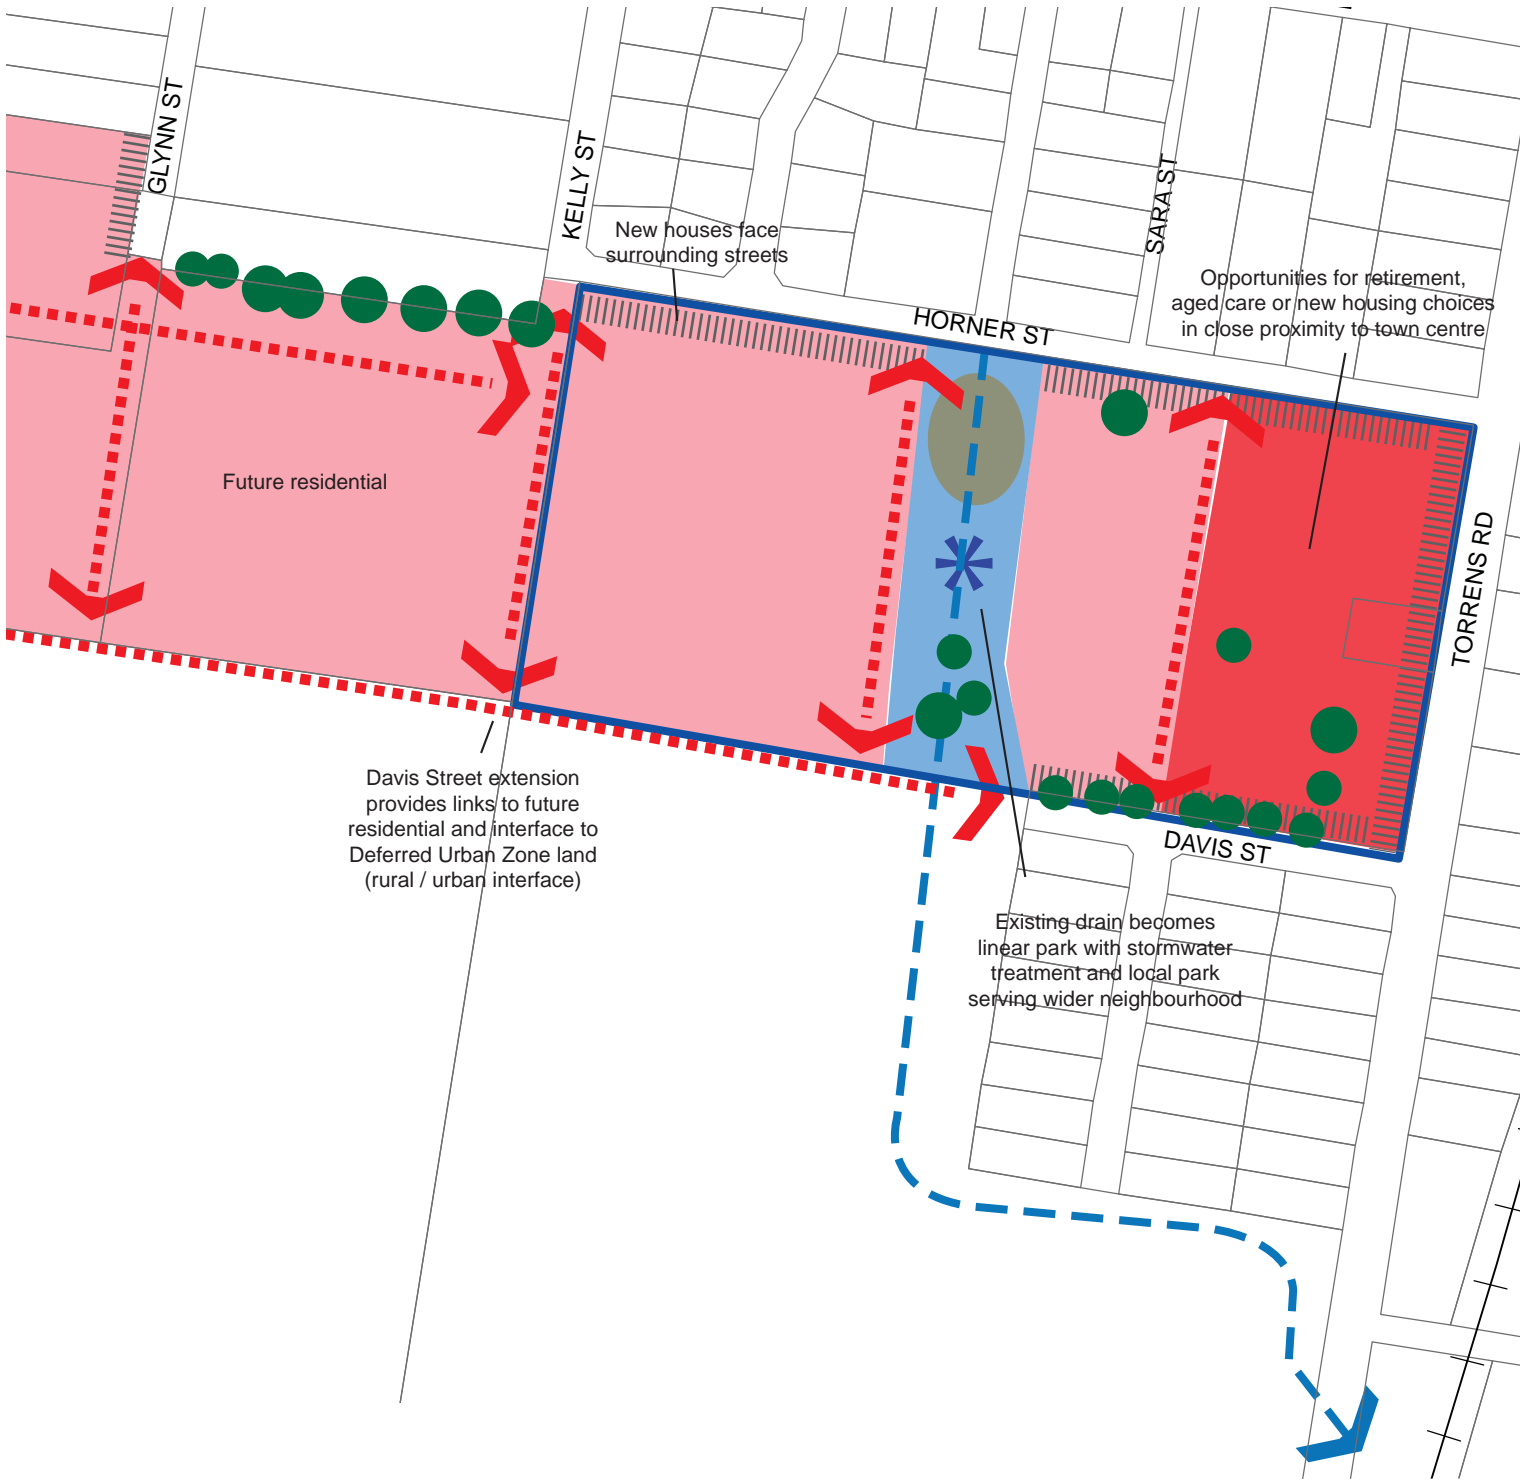 GLYNN ST
KELLY ST
SARA ST
New houses face
surrounding streets
Opportunities for retirement,
aged care or new housing choices
in close proximity to town centre
HORNER ST
Future residential
TORRENS RD
Davis Street extension
provides links to future
residential and interface to
Deferred Urban Zone land
(rural / urban interface)
DAVIS ST
Existing drain becomes
linear park with stormwater
treatment and local park
serving wider neighbourhood